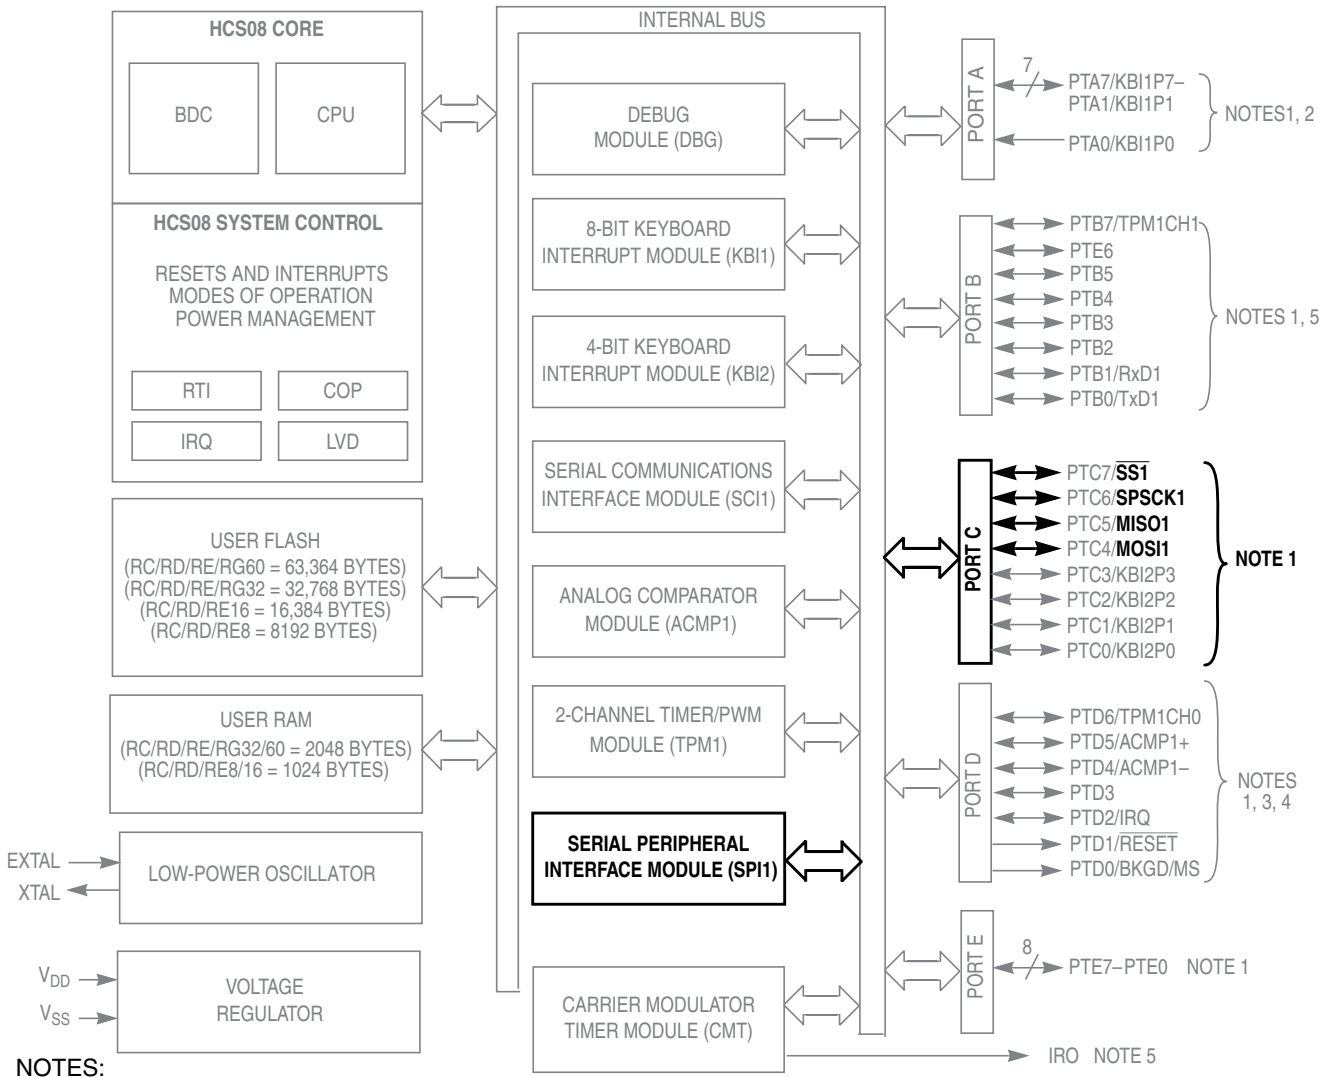 HCS08 CORE
BDC
CPU
HCS08 SYSTEM CONTROL
RESETS AND INTERRUPTS
MODES OF OPERATION
POWER MANAGEMENT
RTI
COP
IRQ
LVD
USER FLASH
(RC/RD/RE/RG60 = 63,364 BYTES)
(RC/RD/RE/RG32 = 32,768 BYTES)
(RC/RD/RE16 = 16,384 BYTES)
(RC/RD/RE8 = 8192 BYTES)
USER RAM
(RC/RD/RE/RG32/60 = 2048 BYTES)
(RC/RD/RE8/16 = 1024 BYTES)
EXTAL
XTAL
LOW-POWER OSCILLATOR
VDD
VSS
VOLTAGE
REGULATOR
INTERNAL BUS
DEBUG
MODULE (DBG)
8-BIT KEYBOARD
INTERRUPT MODULE (KBI1)
4-BIT KEYBOARD
INTERRUPT MODULE (KBI2)
SERIAL COMMUNICATIONS
INTERFACE MODULE (SCI1)
ANALOG COMPARATOR
MODULE (ACMP1)
2-CHANNEL TIMER/PWM
MODULE (TPM1)
SERIAL PERIPHERAL
INTERFACE MODULE (SPI1)
CARRIER MODULATOR
TIMER MODULE (CMT)
PORT A
7
PTA7/KBI1P7–
PTA1/KBI1P1
PTA0/KBI1P0
NOTES1, 2
PORT B
PTB7/TPM1CH1
PTE6
PTB5
PTB4
PTB3
PTB2
PTB1/RxD1
PTB0/TxD1
NOTES 1, 5
PORT C
PTC7/SS1
PTC6/SPSCK1
PTC5/MISO1
PTC4/MOSI1
PTC3/KBI2P3
PTC2/KBI2P2
PTC1/KBI2P1
PTC0/KBI2P0
NOTE 1
PORT D
PTD6/TPM1CH0
PTD5/ACMP1+
PTD4/ACMP1–
PTD3
PTD2/IRQ
PTD1/RESET
PTD0/BKGD/MS
NOTES
1, 3, 4
PORT E
8
PTE7–PTE0 NOTE 1
IRO NOTE 5
NOTES: